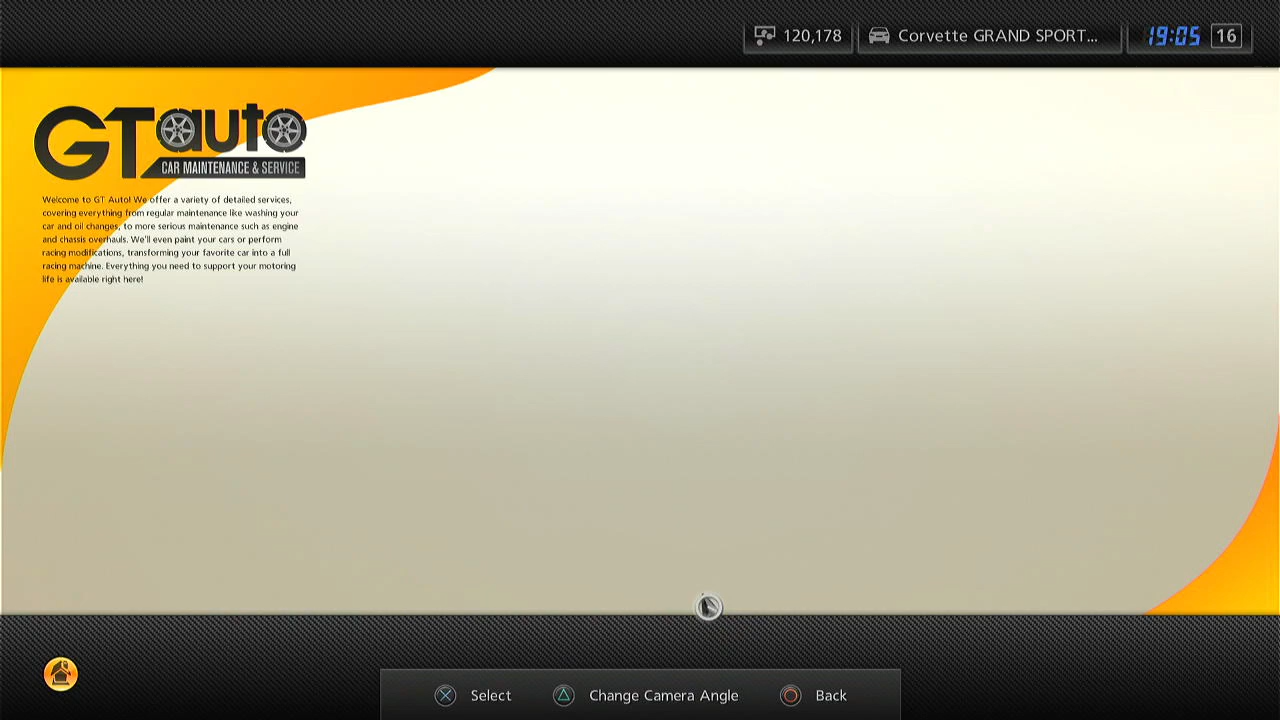 120,178
Corvette GRAND SPORT...
19:05
16
GT auto
CAR MAINTENANCE & SERVICE
Welcome to GT Auto! We offer a variety of detailed services,
covering everything from regular maintenance like washing your
car and oil changes, to more serious maintenance such as engine
and chassis overhauls. We'll even paint your cars or perform
racing modifications, transforming your favorite car into a full
racing machine. Everything you need to support your motoring
life is available right here!
Select
Change Camera Angle
Back